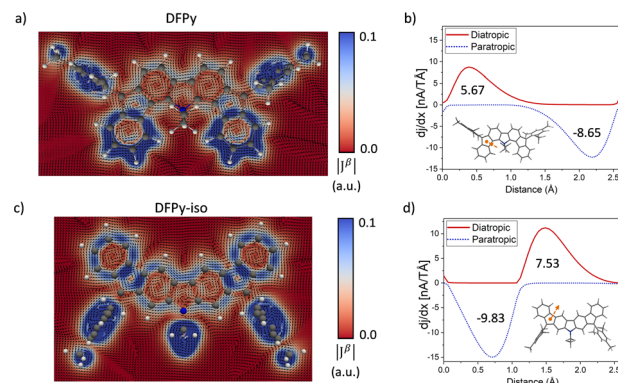 a)
DFPy
0.1
0.0
|J^β|
(a.u.)
b)
Diatropic
Paratropic
5.67
-8.65
dj/dx [nA/TÅ]
15
10
5
0
-5
-10
-15
0.0
0.5
1.0
1.5
2.0
2.5
Distance (Å)
c)
DFPy-iso
0.1
0.0
|J^β|
(a.u.)
d)
Diatropic
Paratropic
7.53
-9.83
dj/dx [nA/TÅ]
10
5
0
5
10
15
0.0
0.5
1.0
1.5
2.0
2.5
Distance (Å)